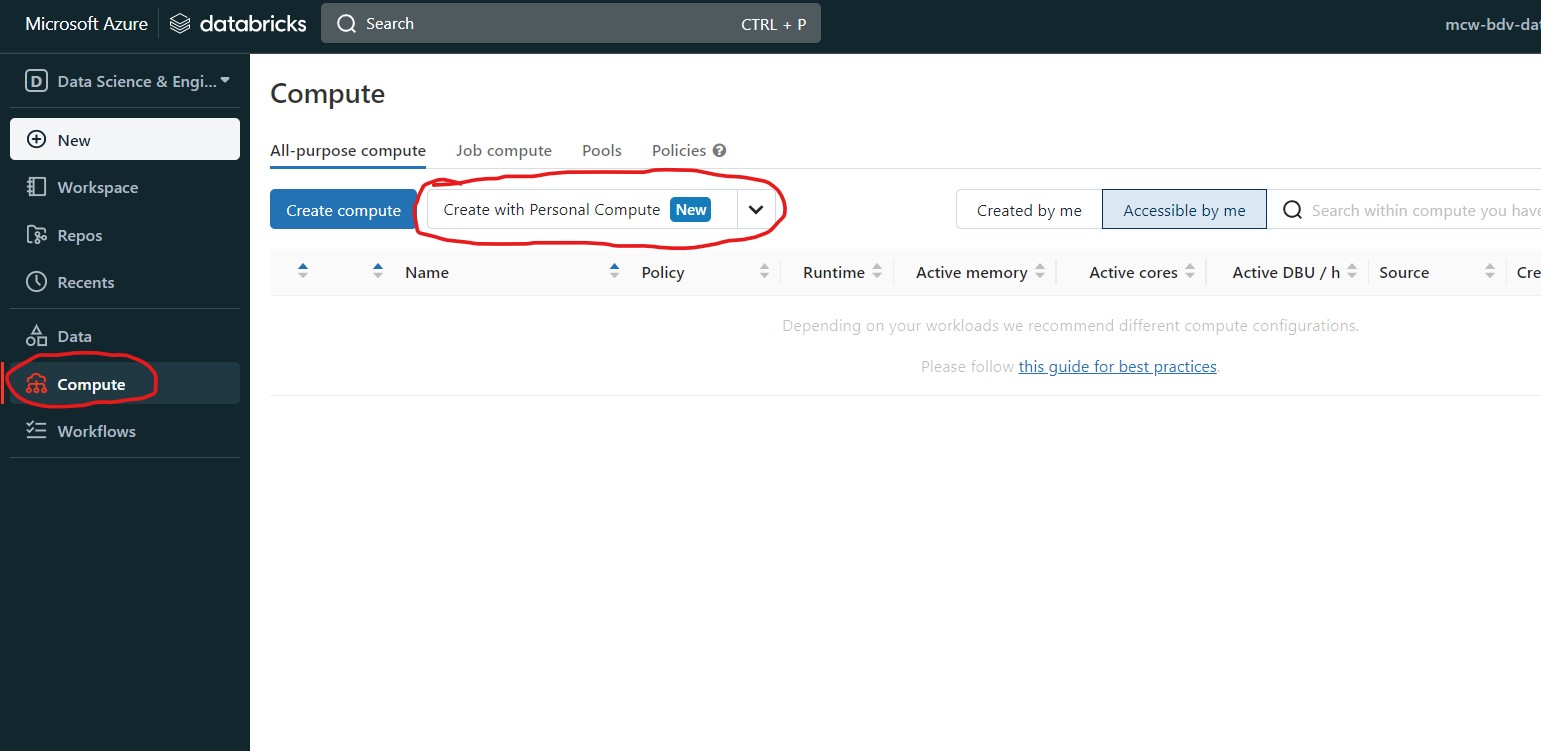 Microsoft Azure databricks Search CTRL + P mcw-bdv-dat
Data Science & Engi...
New
Workspace
Repos
Recents
Data
Compute
Workflows
Compute
All-purpose compute Job compute Pools Policies ?
Create compute Create with Personal Compute New Created by me Accessible by me Search within compute you have
Name Policy Runtime Active memory Active cores Active DBU / h Source Cre
Depending on your workloads we recommend different compute configurations.
Please follow this guide for best practices.